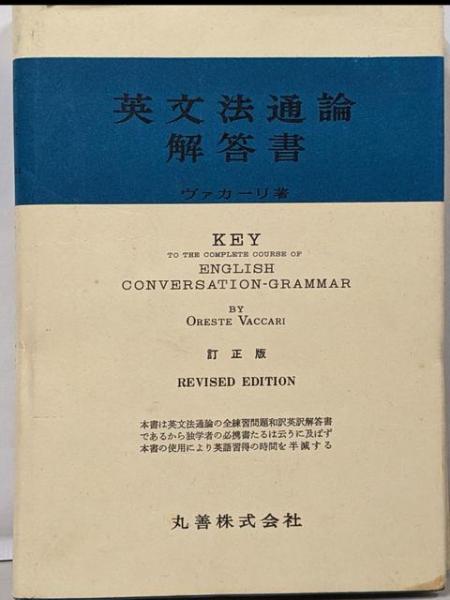 英文法通論
解答書
ヴァカーリ著
KEY
TO THE COMPLETE COURSE OF
ENGLISH
CONVERSATION-GRAMMAR
BY
ORESTE VACCARI
訂正版
REVISED EDITION
本書は英文法通論の全練習問題和訳英訳解答書
であるから独学者の必携書たるは云うに及ばず
本書の使用により英語習得の時間を半減する
丸善株式会社